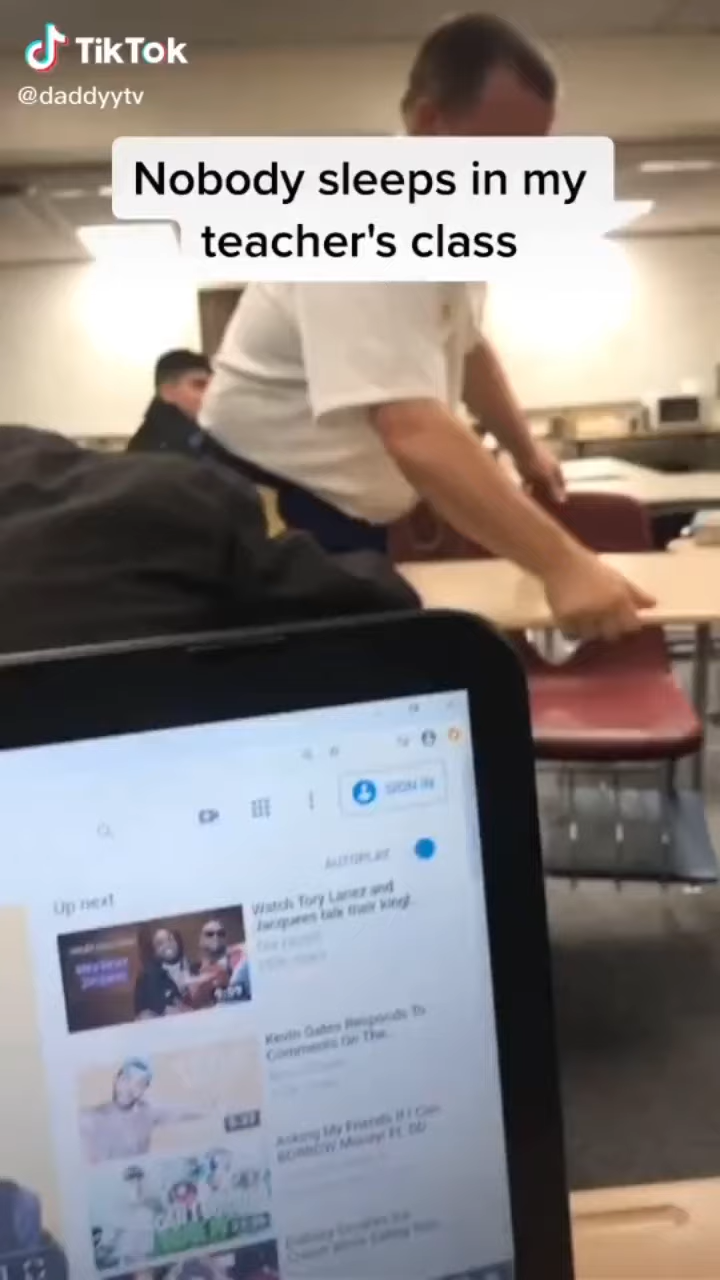 TikTok
@daddyytv
Nobody sleeps in my
teacher's class
SIGN IN
AUTOPLAY
Up next
Watch Tory Lanez and
Jacquees talk their king!
Kevin Gates Responds To
Comments On The...
Asking My Friends If I Can
BORROW Money! Ft. DD